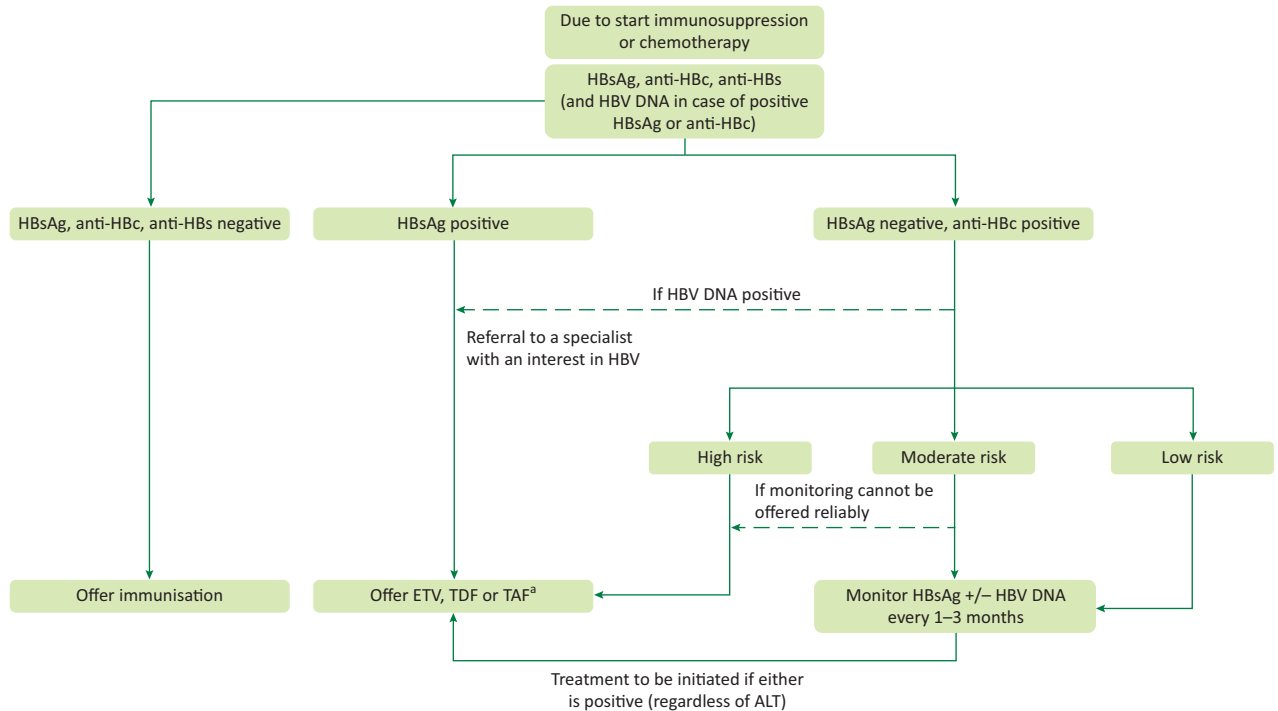 Due to start immunosuppression
or chemotherapy
HBsAg, anti-HBc, anti-HBs
(and HBV DNA in case of positive
HBsAg or anti-HBc)
HBsAg, anti-HBc, anti-HBs negative
HBsAg positive
HBsAg negative, anti-HBc positive
If HBV DNA positive
Referral to a specialist
with an interest in HBV
High risk
Moderate risk
Low risk
If monitoring cannot be
offered reliably
Offer immunisation
Offer ETV, TDF or TAFª
Monitor HBsAg +/– HBV DNA
every 1–3 months
Treatment to be initiated if either
is positive (regardless of ALT)